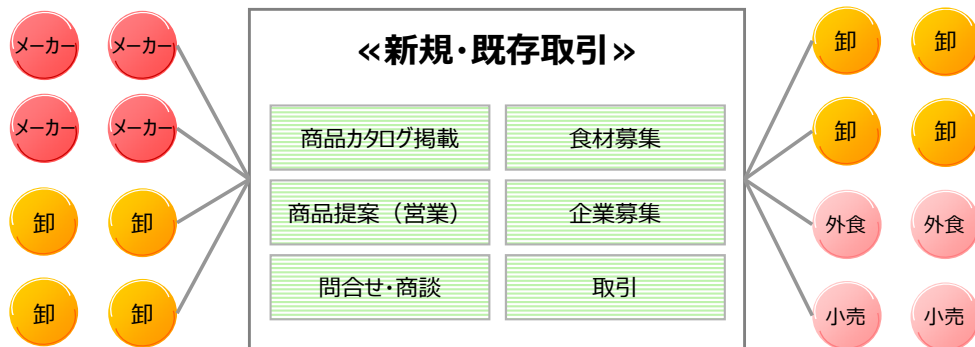 «新規・既存取引»
メーカー メーカー
メーカー メーカー
卸 卸
卸 卸
商品カタログ掲載 食材募集
商品提案（営業） 企業募集
問合せ・商談 取引
卸 卸
卸 卸
外食 外食
小売 小売